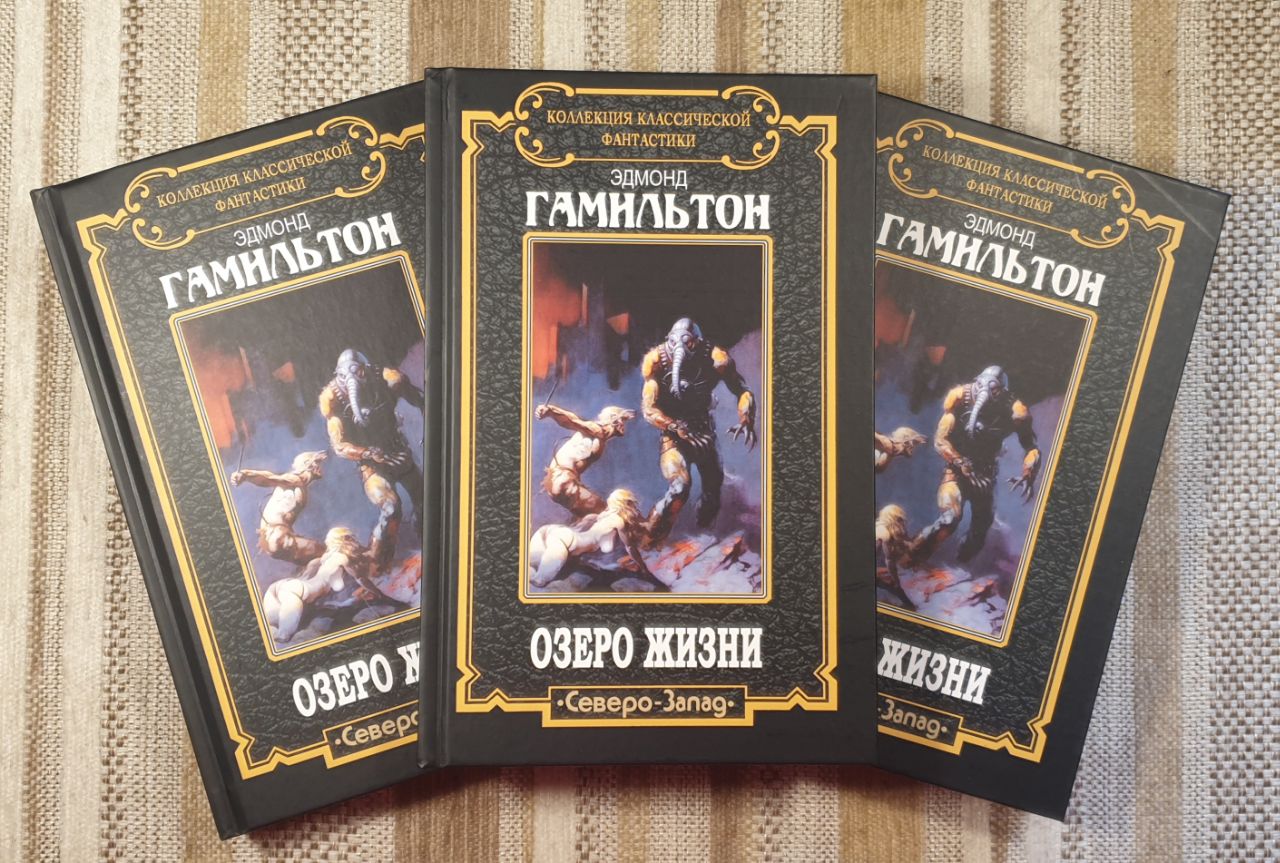 КОЛЛЕКЦИЯ КЛАССИЧЕСКОЙ
ФАНТАСТИКИ
ЭДМОНД
ГАМИЛЬТОН
ОЗЕРО Ж
·СЕВЕРО
КОЛЛЕКЦИЯ КЛАССИЧЕСКОЙ
ФАНТАСТИКИ
ЭДМОНД
ГАМИЛЬТОН
ОЗЕРО ЖИЗНИ
·Северо-Запад·
КОЛЛЕКЦИЯ КЛАССИЧЕСКОЙ
ФАНТАСТИКИ
ЭДМОНД
ГАМИЛЬТОН
ЖИЗНИ
-Запад·